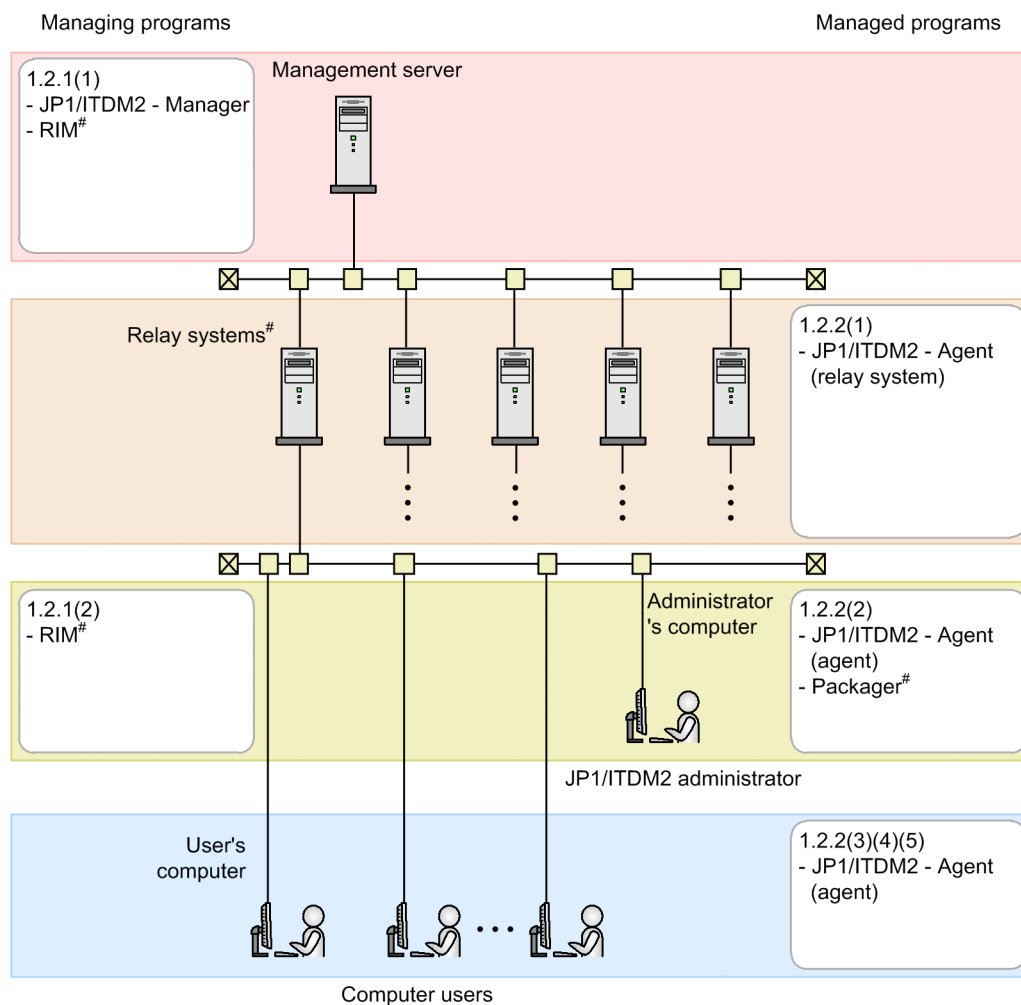 Managing programs
Managed programs
1.2.1(1)
- JP1/ITDM2 - Manager
- RIM#
Management server
Relay systems#
1.2.2(1)
- JP1/ITDM2 - Agent
(relay system)
1.2.1(2)
- RIM#
Administrator
's computer
1.2.2(2)
- JP1/ITDM2 - Agent
(agent)
- Packager#
JP1/ITDM2 administrator
User's
computer
1.2.2(3)(4)(5)
- JP1/ITDM2 - Agent
(agent)
Computer users